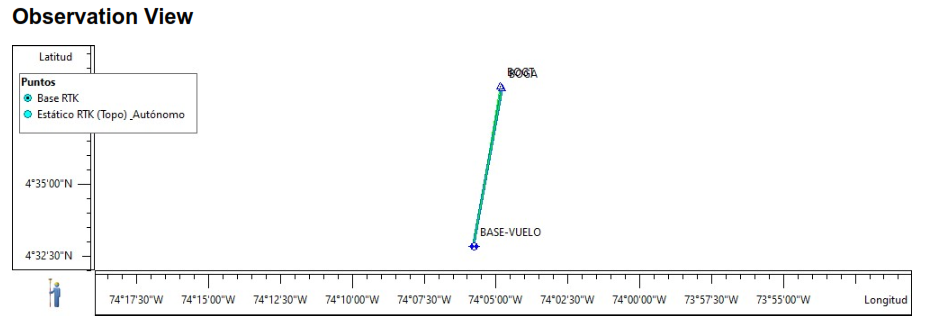 Observation View
Latitud
Puntos
Base RTK
Estático RTK (Topo) _Autónomo
BOGA
4°35'00"N
BASE-VUELO
4°32'30"N
74°17'30"W 74°15'00"W 74°12'30"W 74°10'00"W 74°07'30"W 74°05'00"W 74°02'30"W 74°00'00"W 73°57'30"W 73°55'00"W Longitud